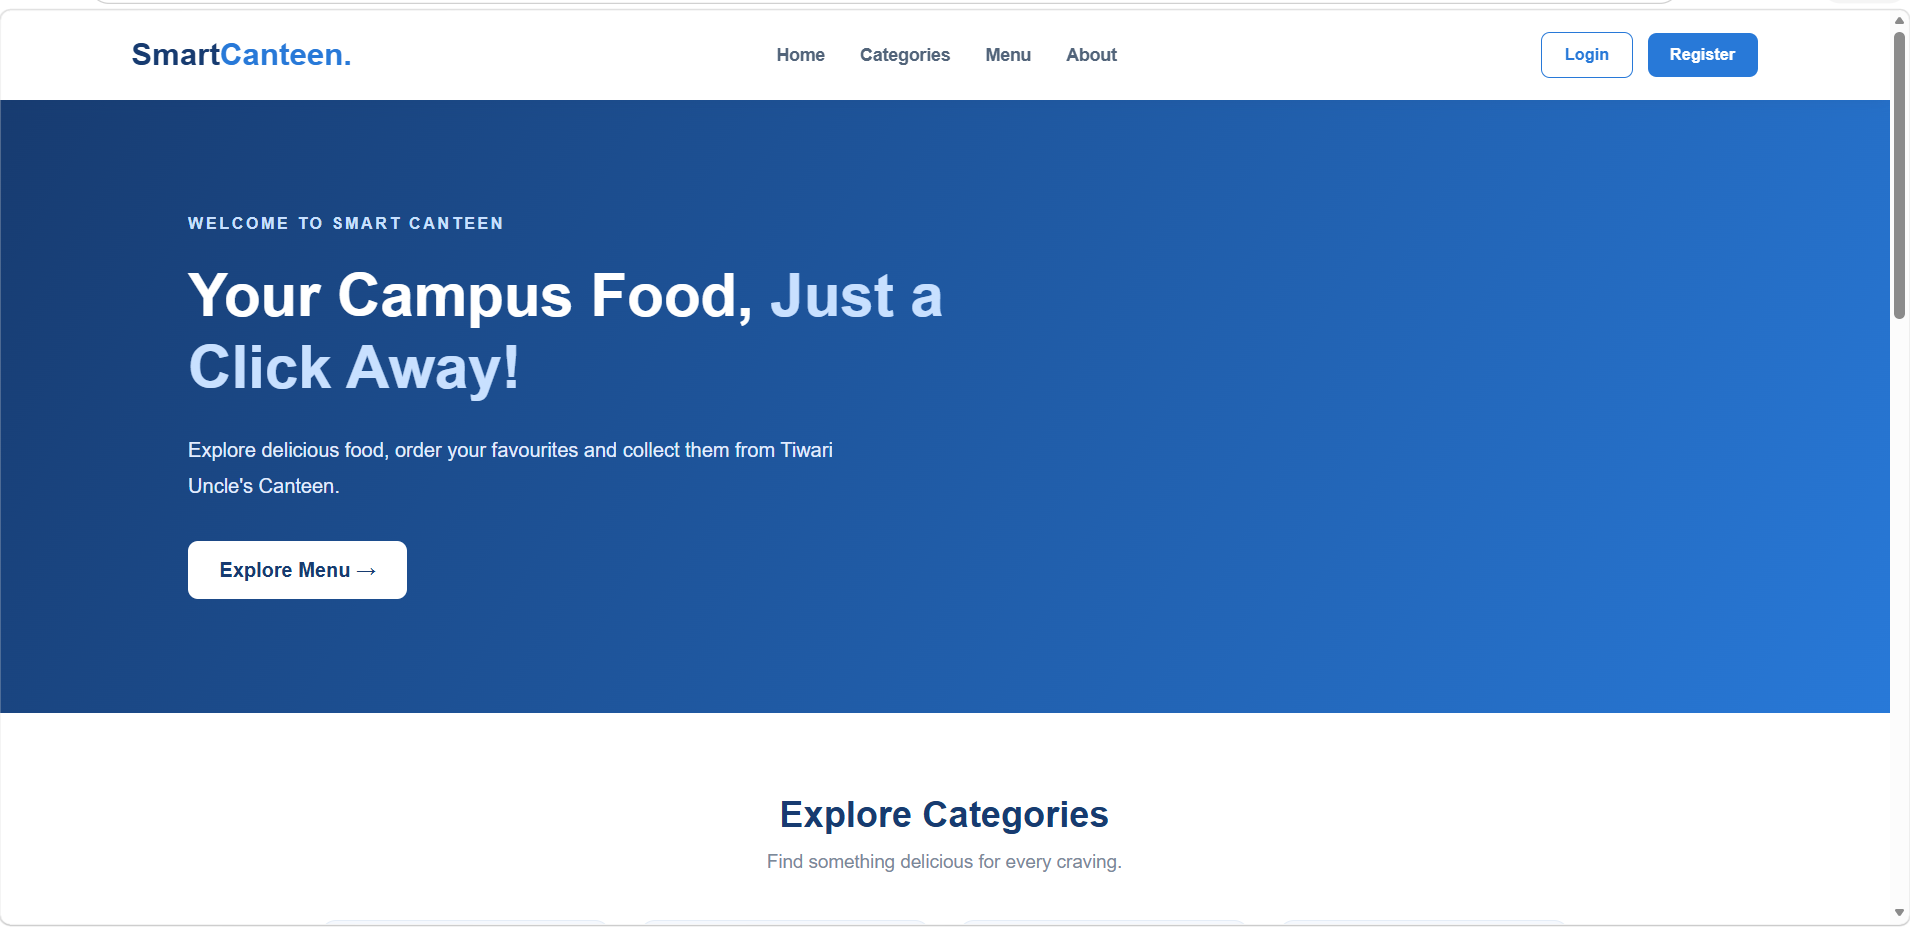 SmartCanteen.
Home
Categories
Menu
About
Login
Register
WELCOME TO SMART CANTEEN
Your Campus Food, Just a
Click Away!
Explore delicious food, order your favourites and collect them from Tiwari
Uncle's Canteen.
Explore Menu →
Explore Categories
Find something delicious for every craving.